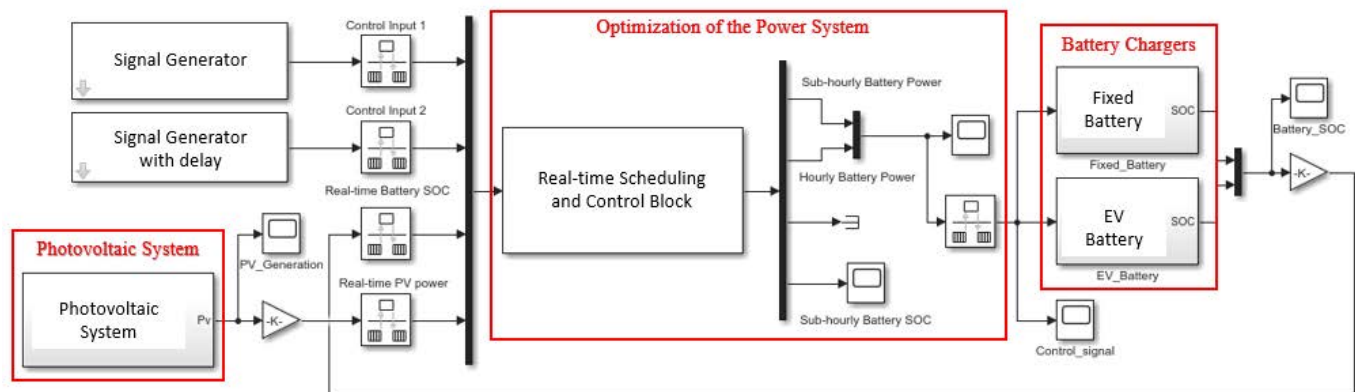 Signal Generator
Signal Generator
with delay
Photovoltaic System
Photovoltaic
System
Pv
PV_Generation
-K-
Control Input 1
Control Input 2
Real-time Battery SOC
Real-time PV power
Optimization of the Power System
Real-time Scheduling
and Control Block
Sub-hourly Battery Power
Hourly Battery Power
Sub-hourly Battery SOC
Battery Chargers
Fixed
Battery
SOC
Fixed_Battery
EV
Battery
SOC
EV_Battery
Control_signal
Battery_SOC
-K-